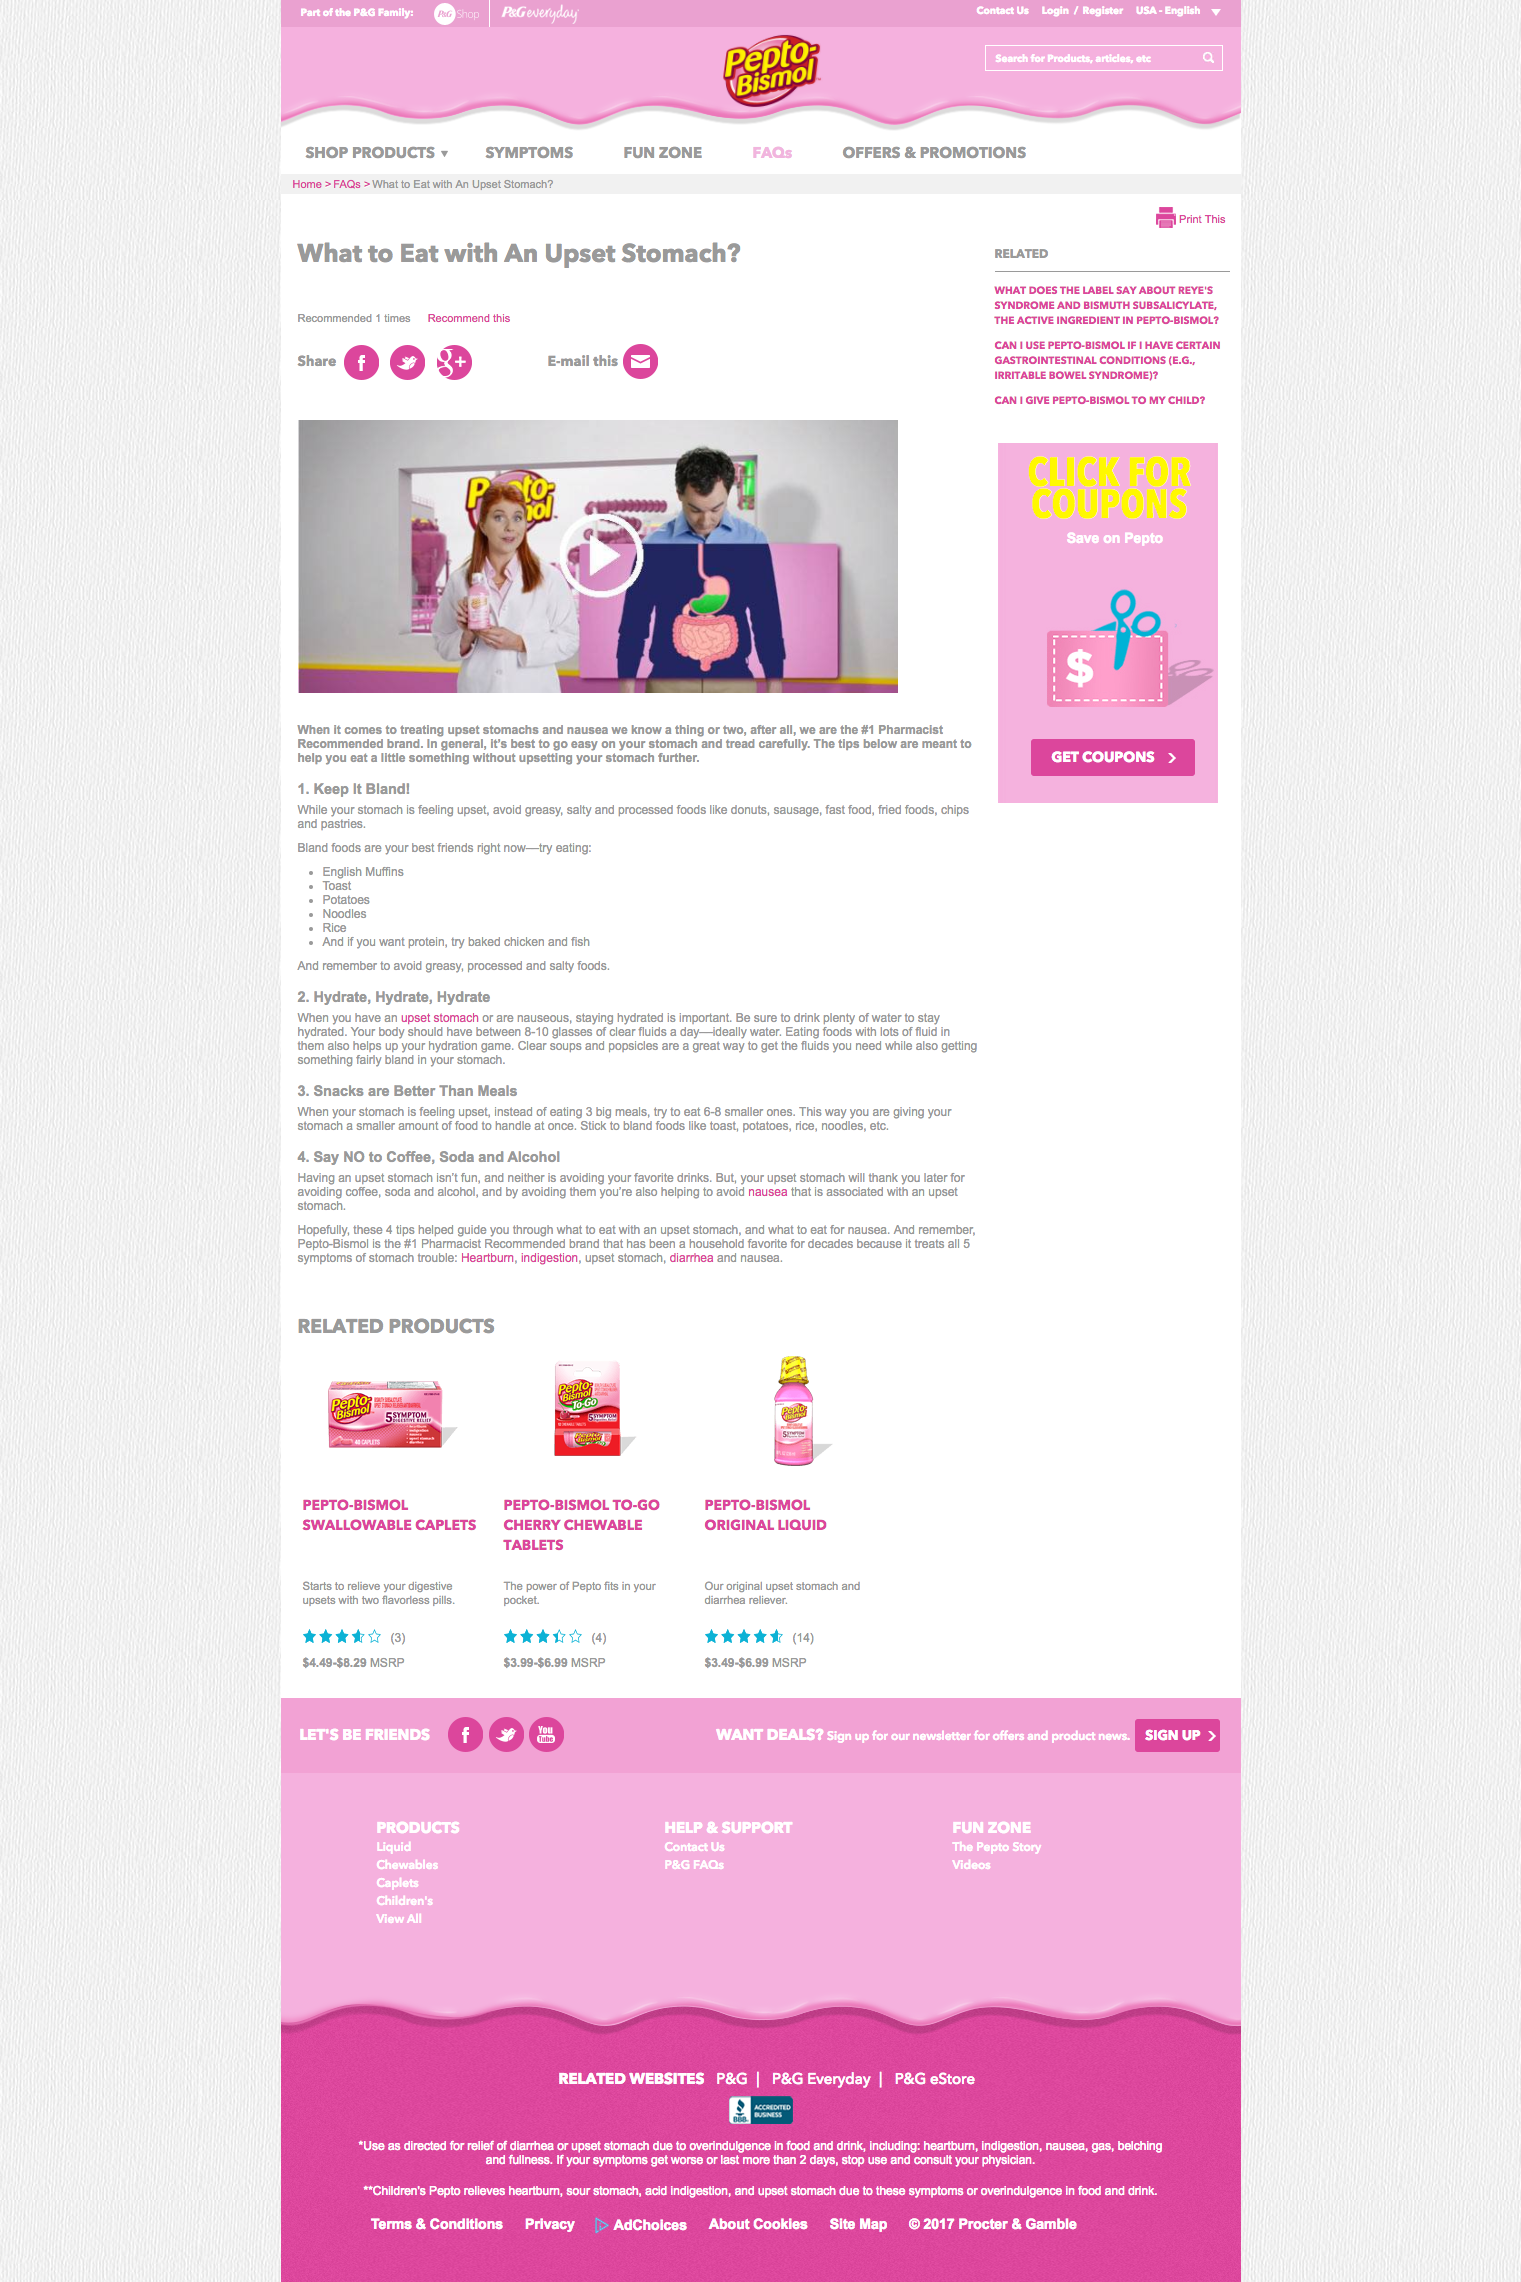 Part of the P&G Family:
P&G Shop
P&G everyday
Contact Us
Login / Register
USA - English
Pepto-
Bismol
Search for Products, articles, etc
SHOP PRODUCTS
SYMPTOMS
FUN ZONE
FAQs
OFFERS & PROMOTIONS
Home > FAQs > What to Eat with An Upset Stomach?
Print This
What to Eat with An Upset Stomach?
Recommended 1 times
Recommend this
Share
f
g+
E-mail this
RELATED
WHAT DOES THE LABEL SAY ABOUT REYE'S
SYNDROME AND BISMUTH SUBSALICYLATE,
THE ACTIVE INGREDIENT IN PEPTO-BISMOL?
CAN I USE PEPTO-BISMOL IF I HAVE CERTAIN
GASTROINTESTINAL CONDITIONS (E.G.,
IRRITABLE BOWEL SYNDROME)?
CAN I GIVE PEPTO-BISMOL TO MY CHILD?
CLICK FOR
COUPONS
Save on Pepto
$
GET COUPONS
When it comes to treating upset stomachs and nausea we know a thing or two, after all, we are the #1 Pharmacist
Recommended brand. In general, it's best to go easy on your stomach and tread carefully. The tips below are meant to
help you eat a little something without upsetting your stomach further.
1. Keep It Bland!
While your stomach is feeling upset, avoid greasy, salty and processed foods like donuts, sausage, fast food, fried foods, chips
and pastries.
Bland foods are your best friends right now—try eating:
• English Muffins
• Toast
• Potatoes
• Noodles
• Rice
• And if you want protein, try baked chicken and fish
And remember to avoid greasy, processed and salty foods.
2. Hydrate, Hydrate, Hydrate
When you have an upset stomach or are nauseous, staying hydrated is important. Be sure to drink plenty of water to stay
hydrated. Your body should have between 8-10 glasses of clear fluids a day—ideally water. Eating foods with lots of fluid in
them also helps up your hydration game. Clear soups and popsicles are a great way to get the fluids you need while also getting
something fairly bland in your stomach.
3. Snacks are Better Than Meals
When your stomach is feeling upset, instead of eating 3 big meals, try to eat 6-8 smaller ones. This way you are giving your
stomach a smaller amount of food to handle at once. Stick to bland foods like toast, potatoes, rice, noodles, etc.
4. Say NO to Coffee, Soda and Alcohol
Having an upset stomach isn't fun, and neither is avoiding your favorite drinks. But, your upset stomach will thank you later for
avoiding coffee, soda and alcohol, and by avoiding them you're also helping to avoid nausea that is associated with an upset
stomach.
Hopefully, these 4 tips helped guide you through what to eat with an upset stomach, and what to eat for nausea. And remember,
Pepto-Bismol is the #1 Pharmacist Recommended brand that has been a household favorite for decades because it treats all 5
symptoms of stomach trouble: Heartburn, indigestion, upset stomach, diarrhea and nausea.
RELATED PRODUCTS
Pepto-
Bismol
5 SYMPTOM
DIGESTIVE RELIEF
40 CAPLETS
Pepto-
Bismol
To-Go
5 SYMPTOM
Pepto-
Bismol
Pepto-
Bismol
5 SYMPTOM
PEPTO-BISMOL
SWALLOWABLE CAPLETS
PEPTO-BISMOL TO-GO
CHERRY CHEWABLE
TABLETS
PEPTO-BISMOL
ORIGINAL LIQUID
Starts to relieve your digestive
upsets with two flavorless pills.
The power of Pepto fits in your
pocket.
Our original upset stomach and
diarrhea reliever.
(3)
(4)
(14)
$4.49-$8.29 MSRP
$3.99-$6.99 MSRP
$3.49-$6.99 MSRP
LET'S BE FRIENDS
f
You
Tube
WANT DEALS? Sign up for our newsletter for offers and product news.
SIGN UP
PRODUCTS
Liquid
Chewables
Caplets
Children's
View All
HELP & SUPPORT
Contact Us
P&G FAQs
FUN ZONE
The Pepto Story
Videos
RELATED WEBSITES P&G | P&G Everyday | P&G eStore
BBB.
ACCREDITED
BUSINESS
*Use as directed for relief of diarrhea or upset stomach due to overindulgence in food and drink, including: heartburn, indigestion, nausea, gas, belching
and fullness. If your symptoms get worse or last more than 2 days, stop use and consult your physician.
**Children's Pepto relieves heartburn, sour stomach, acid indigestion, and upset stomach due to these symptoms or overindulgence in food and drink.
Terms & Conditions
Privacy
AdChoices
About Cookies
Site Map
© 2017 Procter & Gamble